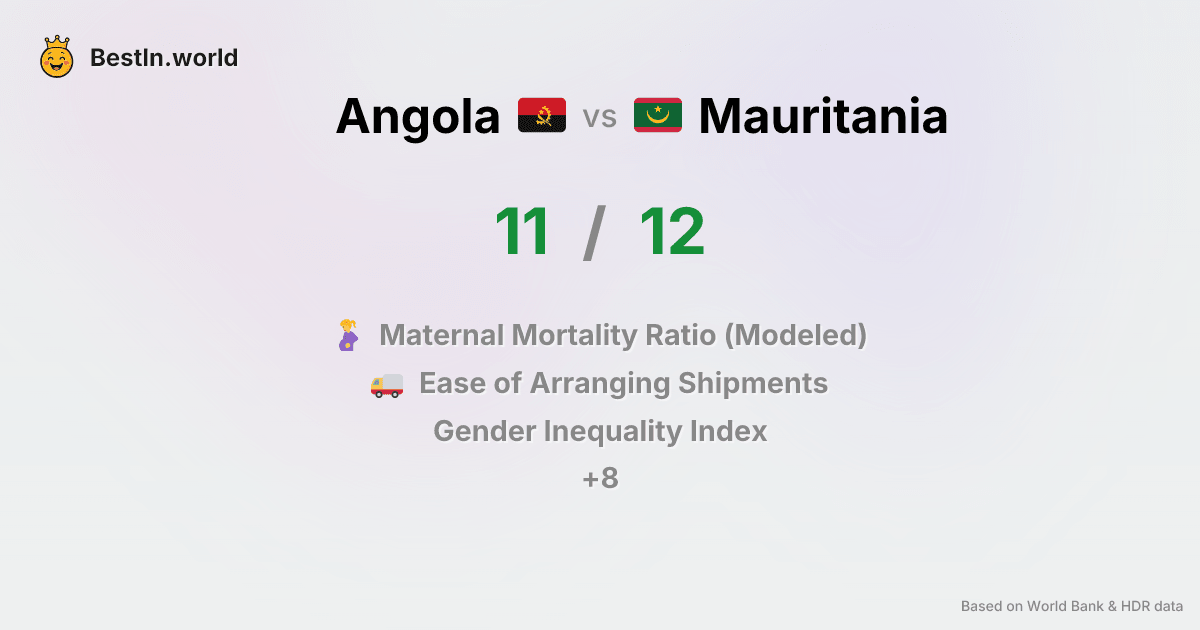 BestIn.world
Angola vs Mauritania
11 / 12
Maternal Mortality Ratio (Modeled)
Ease of Arranging Shipments
Gender Inequality Index
+8
Based on World Bank & HDR data